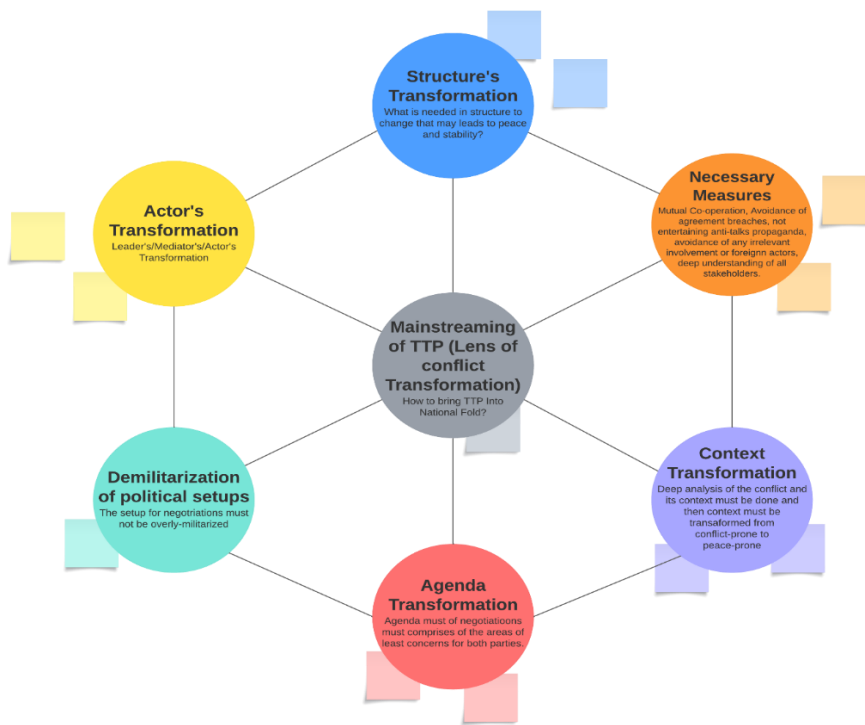 Structure's
Transformation
What is needed in structure to
change that may leads to peace
and stability?
Actor's
Transformation
Leader's/Mediator's/Actor's
Transformation
Necessary
Measures
Mutual Co-operation, Avoidance of
agreement breaches, not
entertaining anti-talks propaganda,
avoidance of any irrelevant
involvement or foreignn actors,
deep understanding of all
stakeholders.
Mainstreaming
of TTP (Lens of
conflict
Transformation)
How to bring TTP Into
National Fold?
Demilitarization
of political setups
The setup for negotriations must
not be overly-militarized
Context
Transformation
Deep analysis of the conflict and
its context must be done and
then context must be
transaformed from
conflict-prone to
peace-prone
Agenda
Transformation
Agenda must of negotiatioons
must comprises of the areas of
least concerns for both parties.